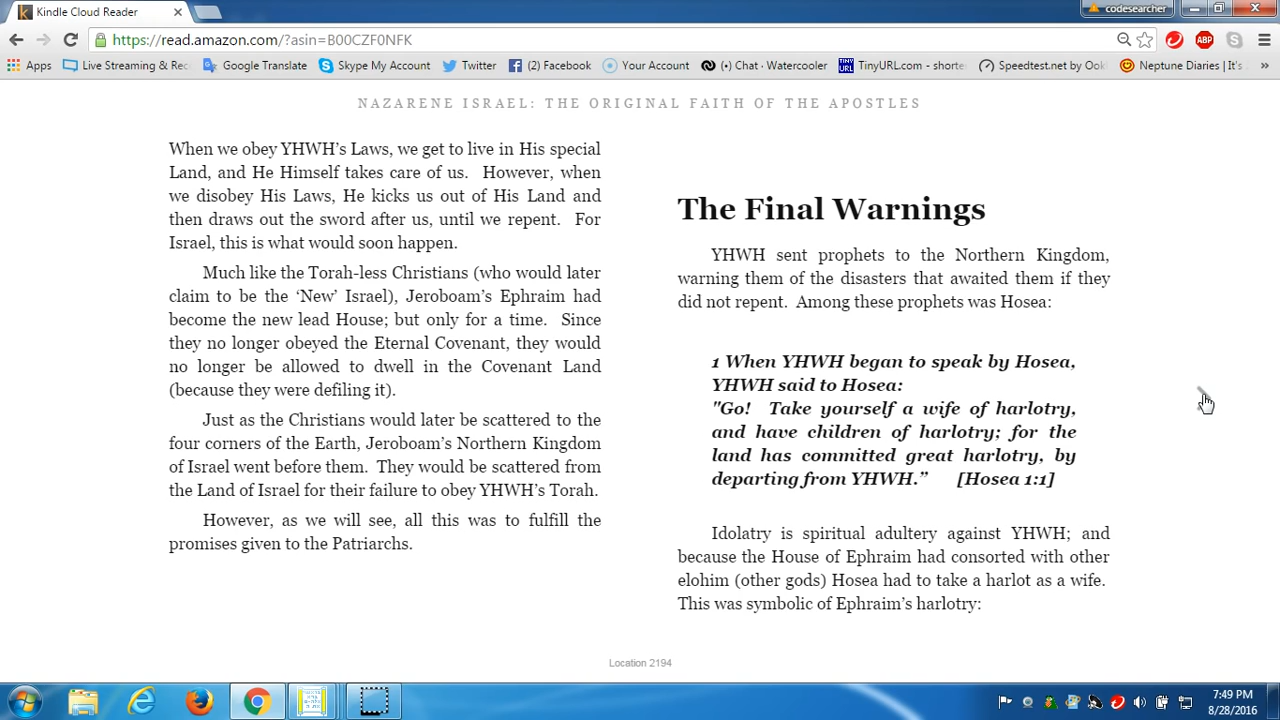 Kindle Cloud Reader
codesearcher
https://read.amazon.com/?asin=B00CZF0NFK
ABP
Apps
Live Streaming & Rec
Google Translate
Skype My Account
Twitter
(2) Facebook
Your Account
(•) Chat · Watercooler
TINY URL
TinyURL.com - shorte
Speedtest.net by Ookl
Neptune Diaries | It's
»
NAZARENE ISRAEL: THE ORIGINAL FAITH OF THE APOSTLES
When we obey YHWH's Laws, we get to live in His special
Land, and He Himself takes care of us. However, when
we disobey His Laws, He kicks us out of His Land and
then draws out the sword after us, until we repent. For
Israel, this is what would soon happen.
Much like the Torah-less Christians (who would later
claim to be the 'New' Israel), Jeroboam's Ephraim had
become the new lead House; but only for a time. Since
they no longer obeyed the Eternal Covenant, they would
no longer be allowed to dwell in the Covenant Land
(because they were defiling it).
Just as the Christians would later be scattered to the
four corners of the Earth, Jeroboam's Northern Kingdom
of Israel went before them. They would be scattered from
the Land of Israel for their failure to obey YHWH's Torah.
However, as we will see, all this was to fulfill the
promises given to the Patriarchs.
The Final Warnings
YHWH sent prophets to the Northern Kingdom,
warning them of the disasters that awaited them if they
did not repent. Among these prophets was Hosea:
1 When YHWH began to speak by Hosea,
YHWH said to Hosea:
"Go! Take yourself a wife of harlotry,
and have children of harlotry; for the
land has committed great harlotry, by
departing from YHWH.” [Hosea 1:1]
Idolatry is spiritual adultery against YHWH; and
because the House of Ephraim had consorted with other
elohim (other gods) Hosea had to take a harlot as a wife.
This was symbolic of Ephraim's harlotry:
Location 2194
7:49 PM
8/28/2016